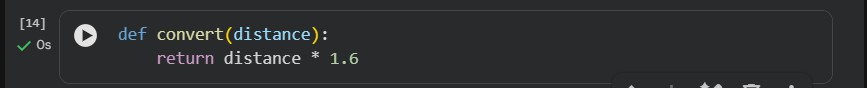 [14]
0s
def convert(distance):
    return distance * 1.6